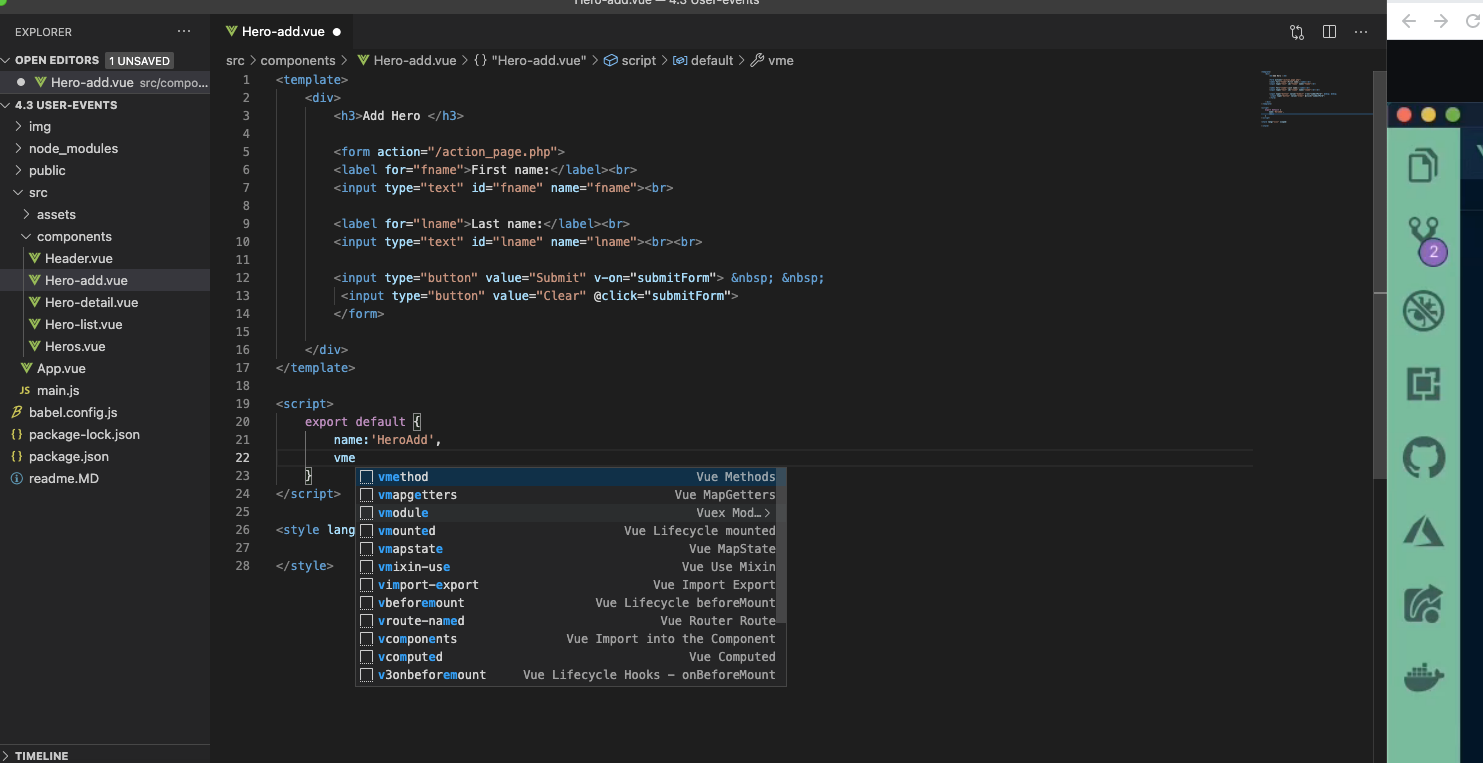 Hero-add.vue — 4.3 User-events
EXPLORER ...
OPEN EDITORS 1 UNSAVED
Hero-add.vue src/compo...
4.3 USER-EVENTS
img
node_modules
public
src
assets
components
Header.vue
Hero-add.vue
Hero-detail.vue
Hero-list.vue
Heros.vue
App.vue
JS main.js
babel.config.js
{} package-lock.json
{} package.json
readme.MD
TIMELINE
Hero-add.vue
src > components > Hero-add.vue > {} "Hero-add.vue" > script > default > vme
1 <template>
2 <div>
3 <h3>Add Hero </h3>
4
5 <form action="/action_page.php">
6 <label for="fname">First name:</label><br>
7 <input type="text" id="fname" name="fname"><br>
8
9 <label for="lname">Last name:</label><br>
10 <input type="text" id="lname" name="lname"><br><br>
11
12 <input type="button" value="Submit" v-on="submitForm"> &nbsp; &nbsp;
13 <input type="button" value="Clear" @click="submitForm">
14 </form>
15
16 </div>
17 </template>
18
19 <script>
20 export default {
21 name:'HeroAdd',
22 vme
23 }
24 </script>
25
26 <style lang
27
28 </style>
vmethod Vue Methods
vmapgetters Vue MapGetters
vmodule Vuex Mod… >
vmounted Vue Lifecycle mounted
vmapstate Vue MapState
vmixin-use Vue Use Mixin
vimport-export Vue Import Export
vbeforemount Vue Lifecycle beforeMount
vroute-named Vue Router Route
vcomponents Vue Import into the Component
vcomputed Vue Computed
v3onbeforemount Vue Lifecycle Hooks – onBeforeMount
2